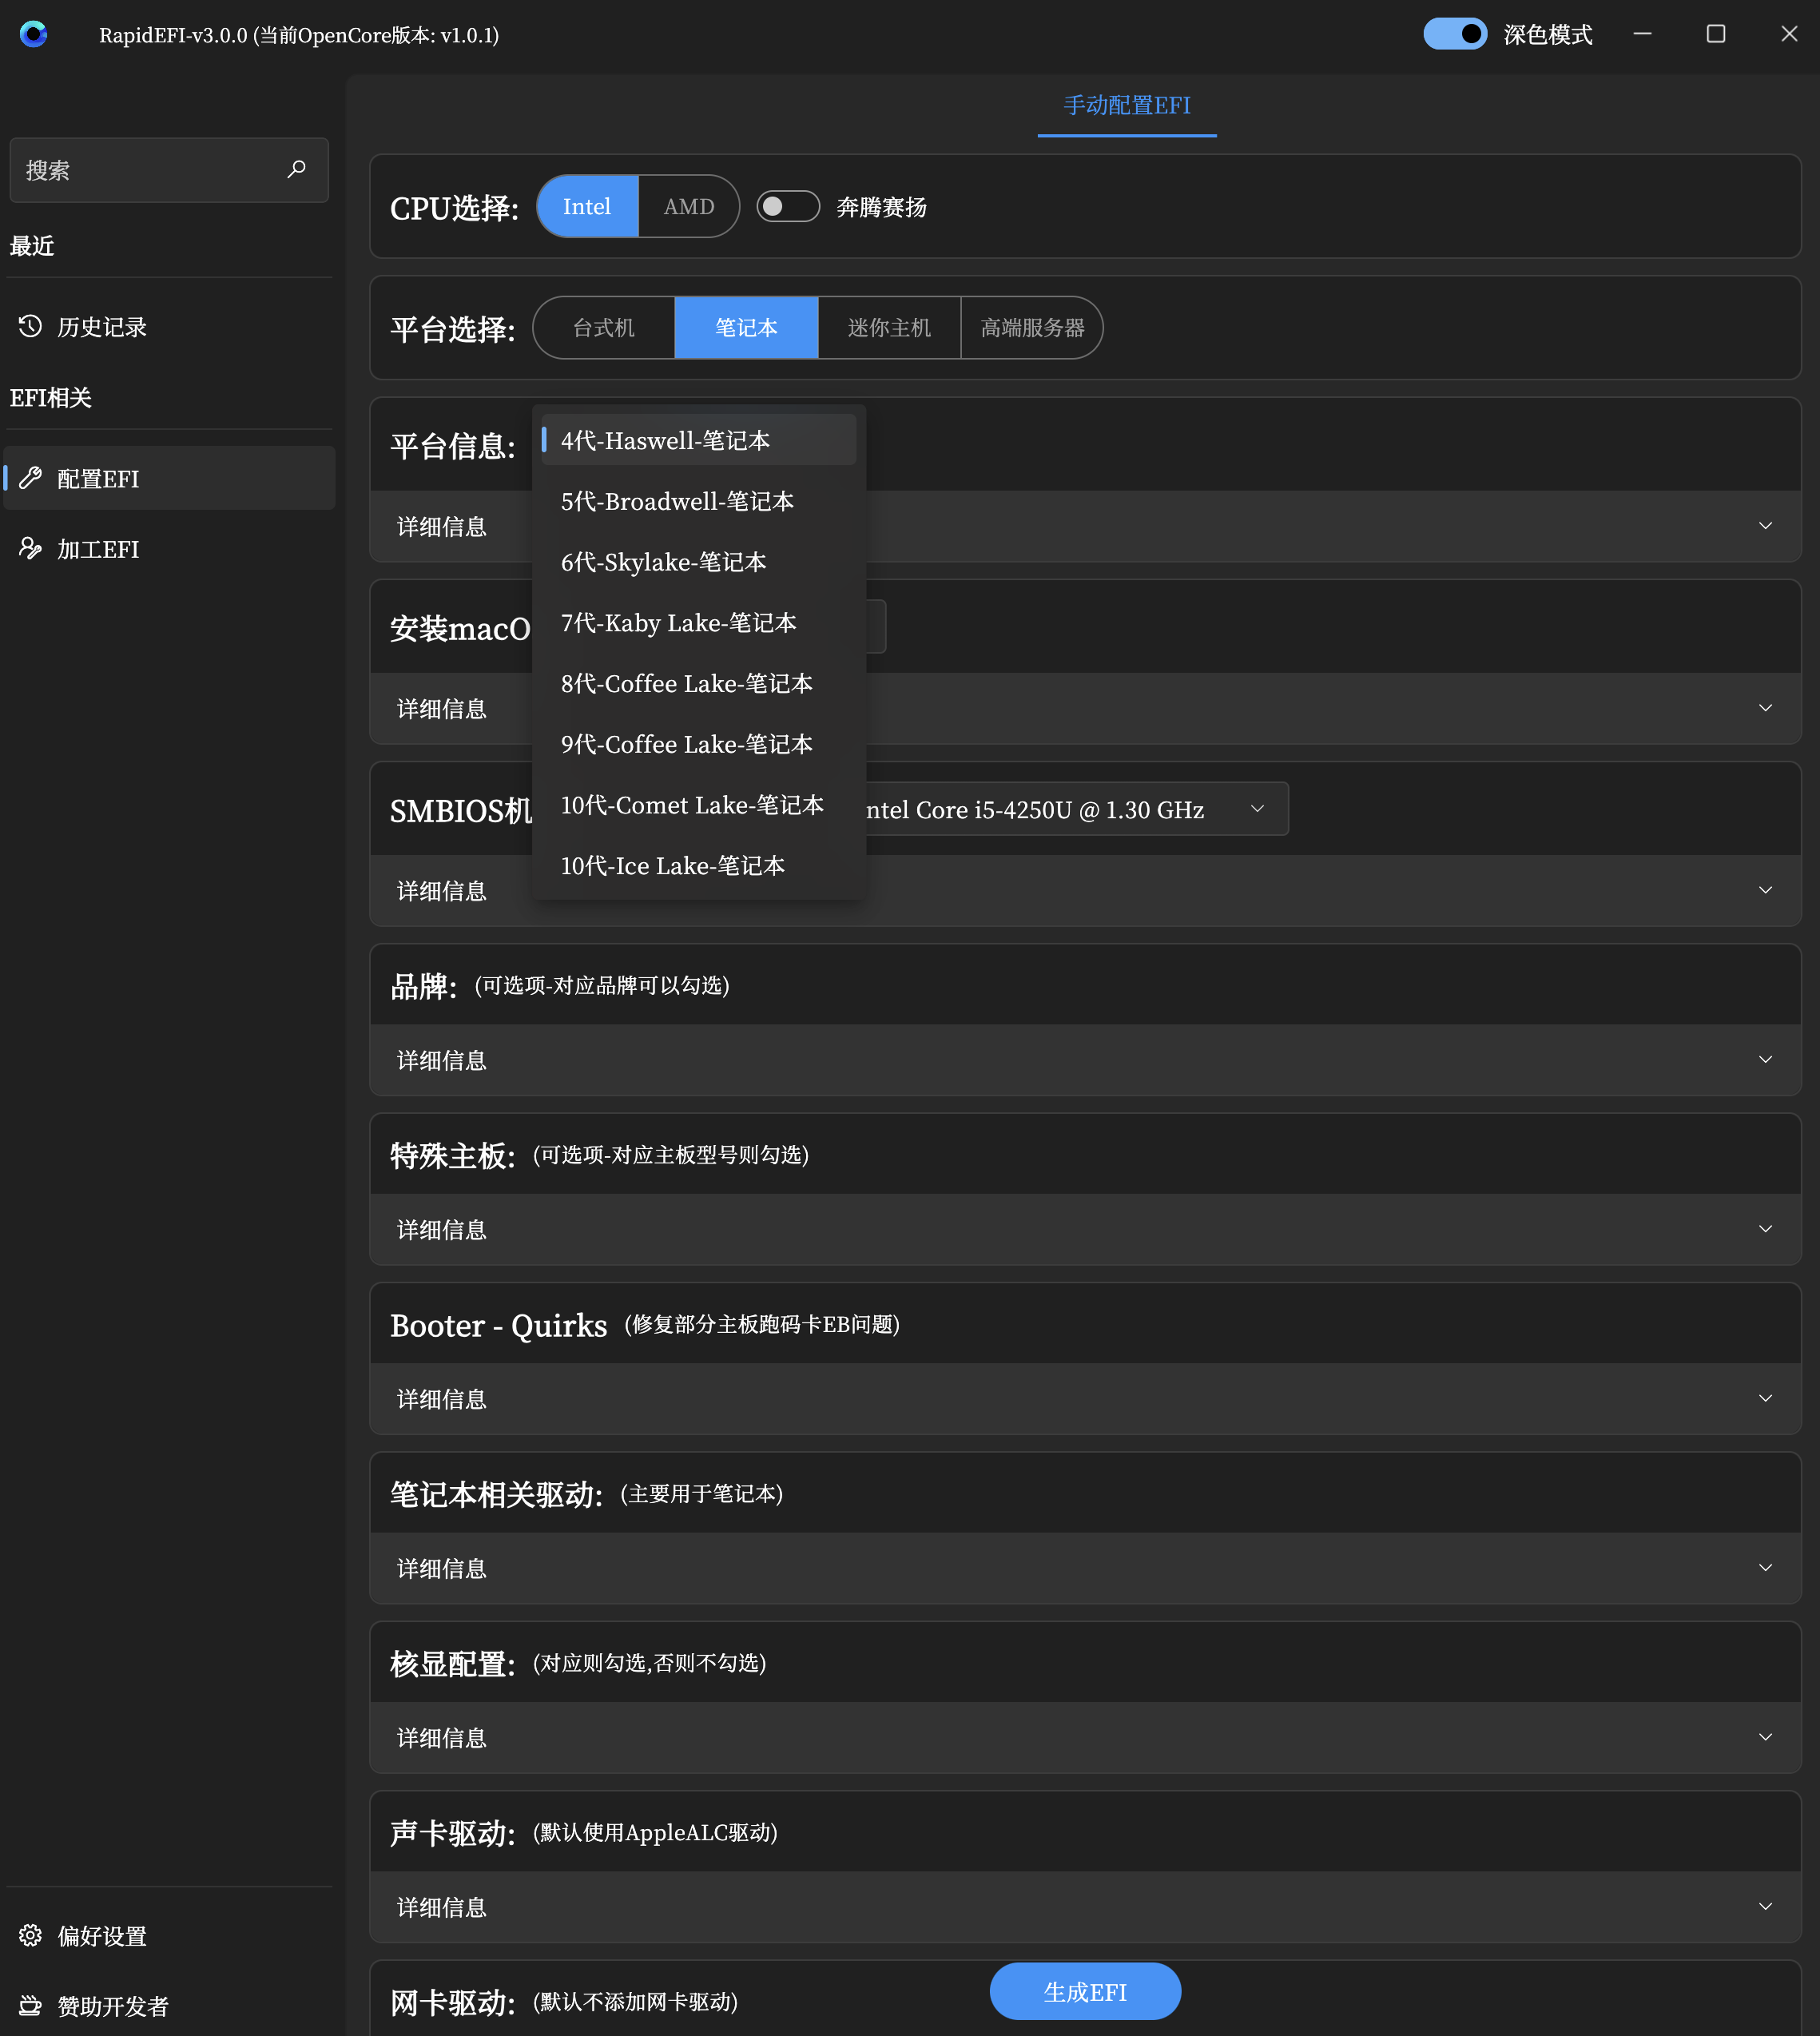 RapidEFI-v3.0.0 (当前OpenCore版本: v1.0.1)
深色模式
搜索
最近
历史记录
EFI相关
配置EFI
加工EFI
偏好设置
赞助开发者
手动配置EFI
CPU选择:
Intel
AMD
奔腾赛扬
平台选择:
台式机
笔记本
迷你主机
高端服务器
平台信息:
4代-Haswell-笔记本
5代-Broadwell-笔记本
6代-Skylake-笔记本
7代-Kaby Lake-笔记本
8代-Coffee Lake-笔记本
9代-Coffee Lake-笔记本
10代-Comet Lake-笔记本
10代-Ice Lake-笔记本
详细信息
安装macO
详细信息
SMBIOS机
ntel Core i5-4250U @ 1.30 GHz
详细信息
品牌: (可选项-对应品牌可以勾选)
详细信息
特殊主板: (可选项-对应主板型号则勾选)
详细信息
Booter - Quirks (修复部分主板跑码卡EB问题)
详细信息
笔记本相关驱动: (主要用于笔记本)
详细信息
核显配置: (对应则勾选,否则不勾选)
详细信息
声卡驱动: (默认使用AppleALC驱动)
详细信息
网卡驱动: (默认不添加网卡驱动)
生成EFI